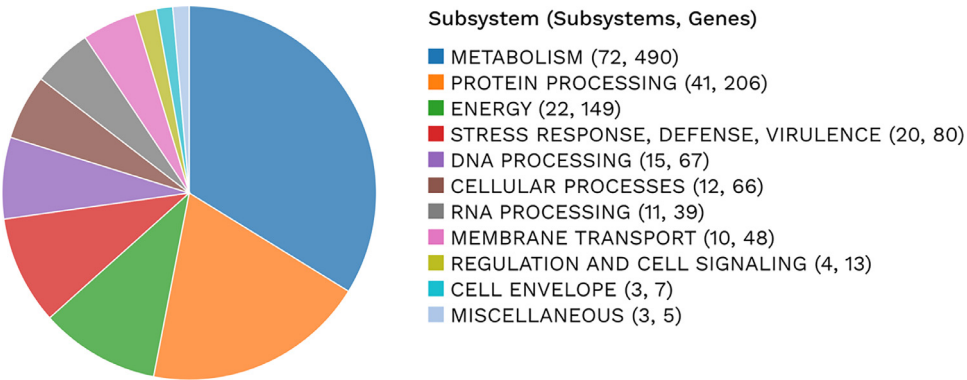 Subsystem (Subsystems, Genes)
METABOLISM (72, 490)
PROTEIN PROCESSING (41, 206)
ENERGY (22, 149)
STRESS RESPONSE, DEFENSE, VIRULENCE (20, 80)
DNA PROCESSING (15, 67)
CELLULAR PROCESSES (12, 66)
RNA PROCESSING (11, 39)
MEMBRANE TRANSPORT (10, 48)
REGULATION AND CELL SIGNALING (4, 13)
CELL ENVELOPE (3, 7)
MISCELLANEOUS (3, 5)